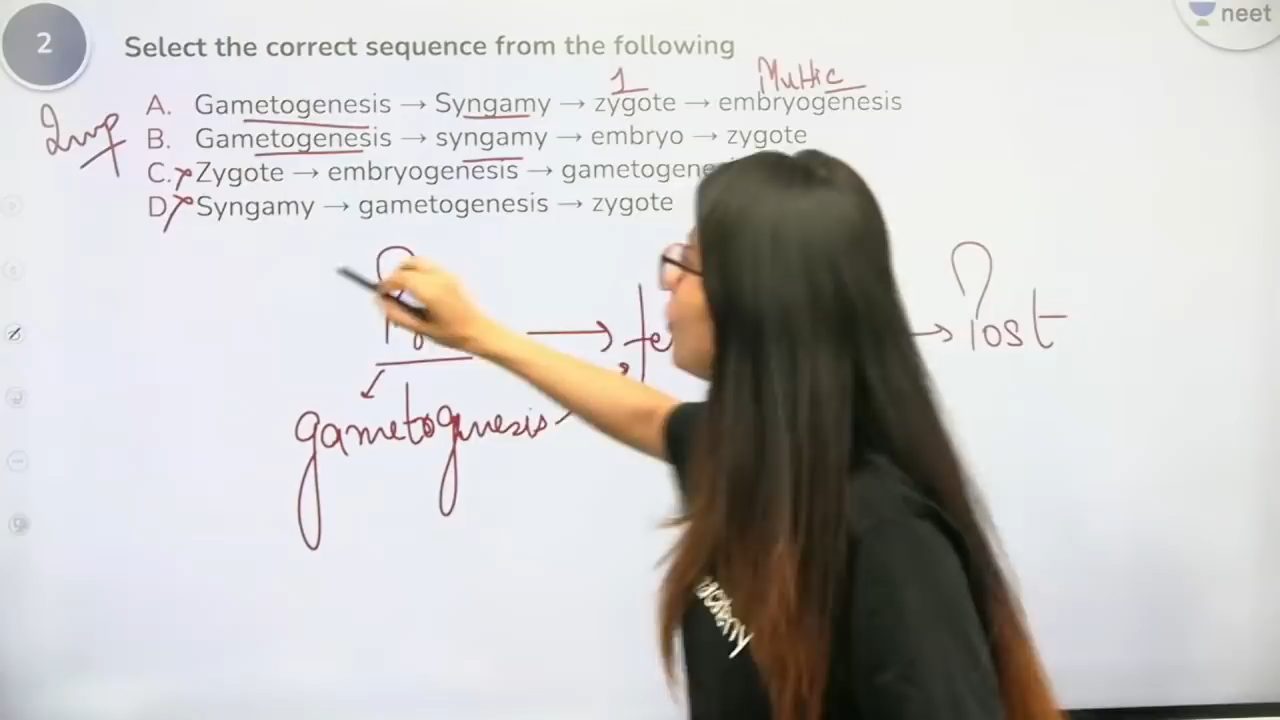 2
neet
Select the correct sequence from the following
1 Multic
A. Gametogenesis → Syngamy → zygote → embryogenesis
Imp
B. Gametogenesis → syngamy → embryo → zygote
C. Zygote → embryogenesis →
D Syngamy → gametogenesis → zygote
→ → Post
gametogenesis